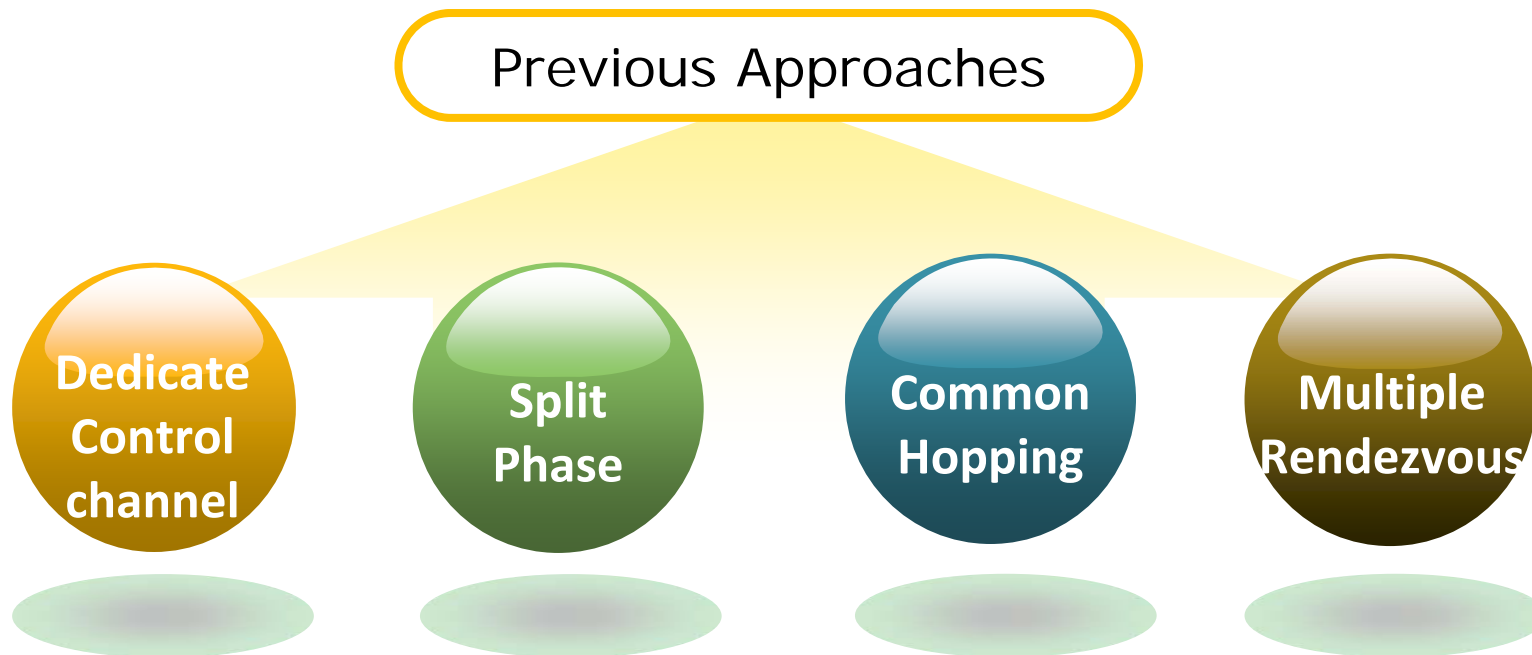 Previous Approaches
Dedicate
Control
channel
Split
Phase
Common
Hopping
Multiple
Rendezvous